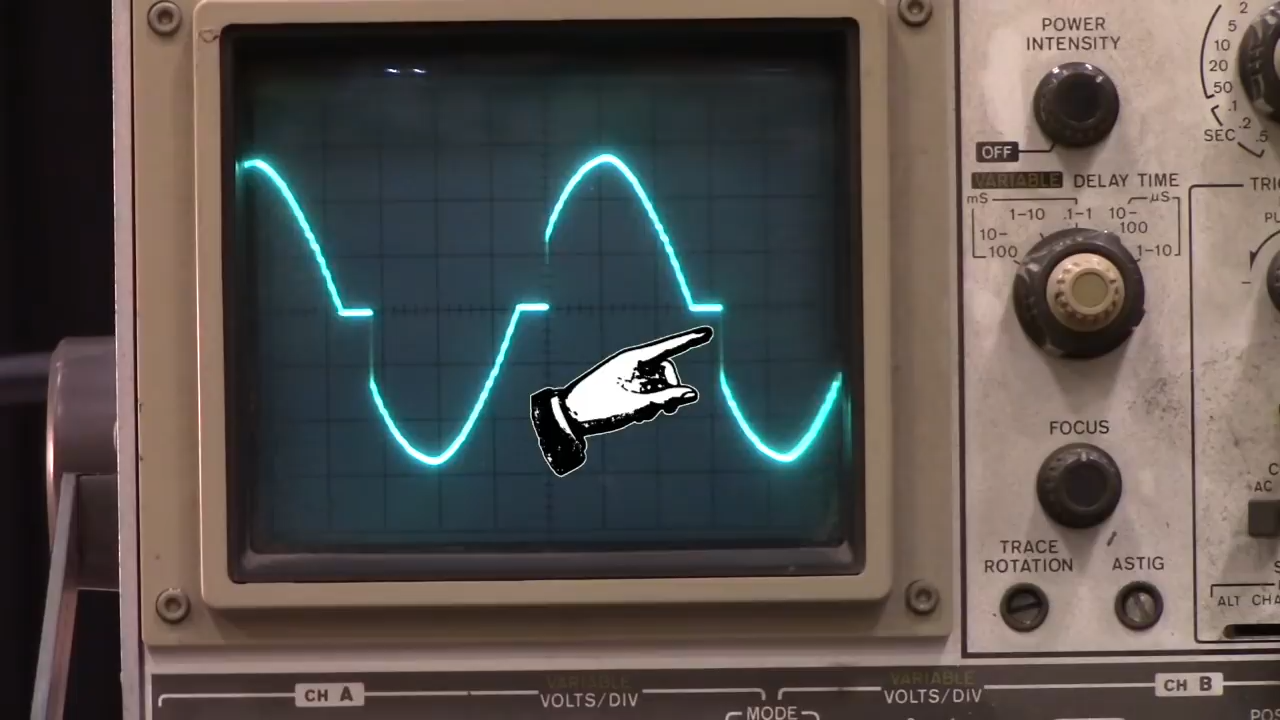 POWER
INTENSITY
OFF
VARIABLE DELAY TIME
mS
μS
1-10
.1-1
10-
100
10-
100
1-10
2
5
10
20
50
.1
.2
.5
SEC
FOCUS
AC
TRACE
ROTATION
ASTIG
ALT
CH A
VARIABLE
VOLTS/DIV
MODE
VARIABLE
VOLTS/DIV
CH B